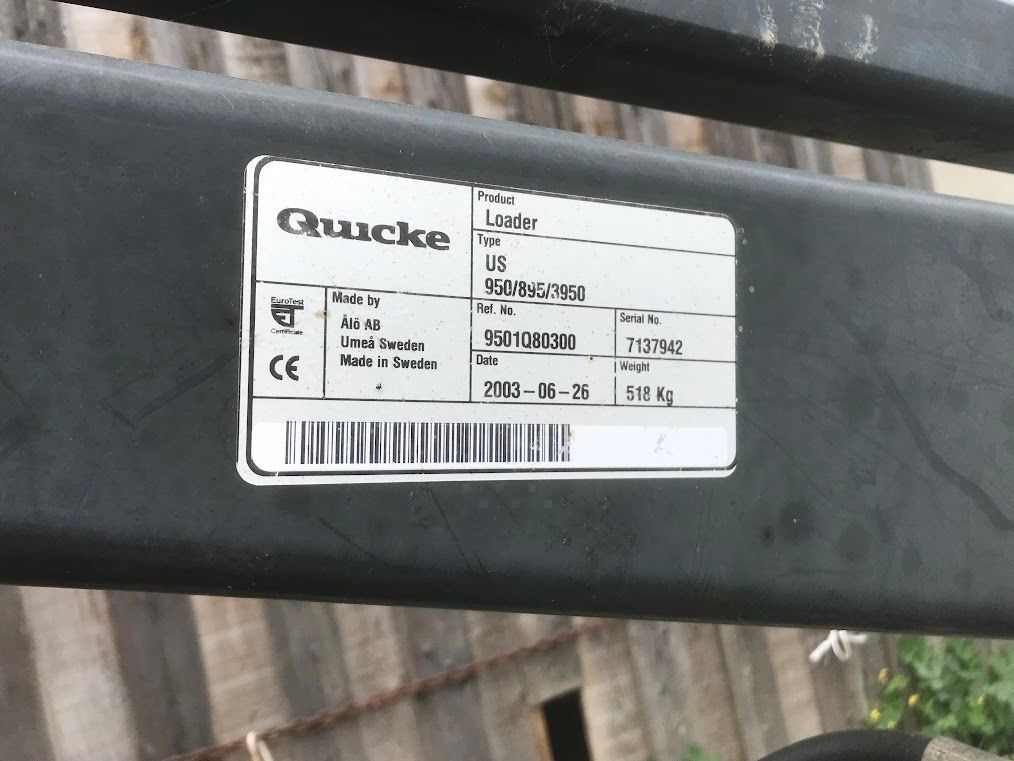 Quicke
Product
Loader
Type
US
950/895/3950
EuroTest
Certificate
CE
Made by
Ålö AB
Umeå Sweden
Made in Sweden
Ref. No.
9501Q80300
Serial No.
7137942
Date
2003-06-26
Weight
518 Kg